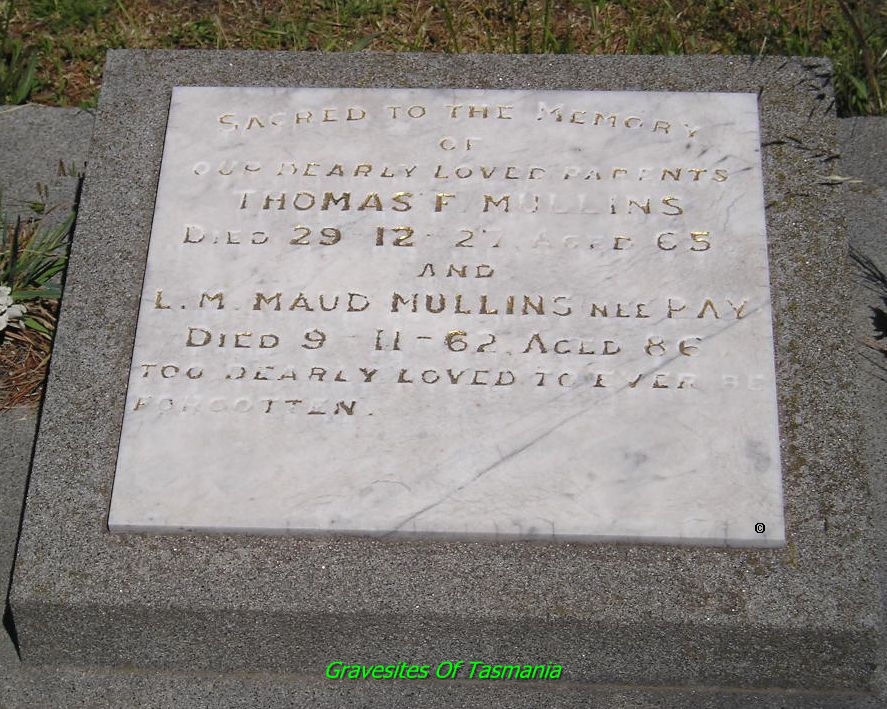 SACRED TO THE MEMORY
OF
OUR DEARLY LOVED PARENTS
THOMAS F. MULLINS
DIED 29 12 27 AGED 65
AND
L. M. MAUD MULLINS NEE PAY
DIED 9 11-62. AGED 86
TOO DEARLY LOVED TO EVER BE
FORGOTTEN.
©
Gravesites Of Tasmania